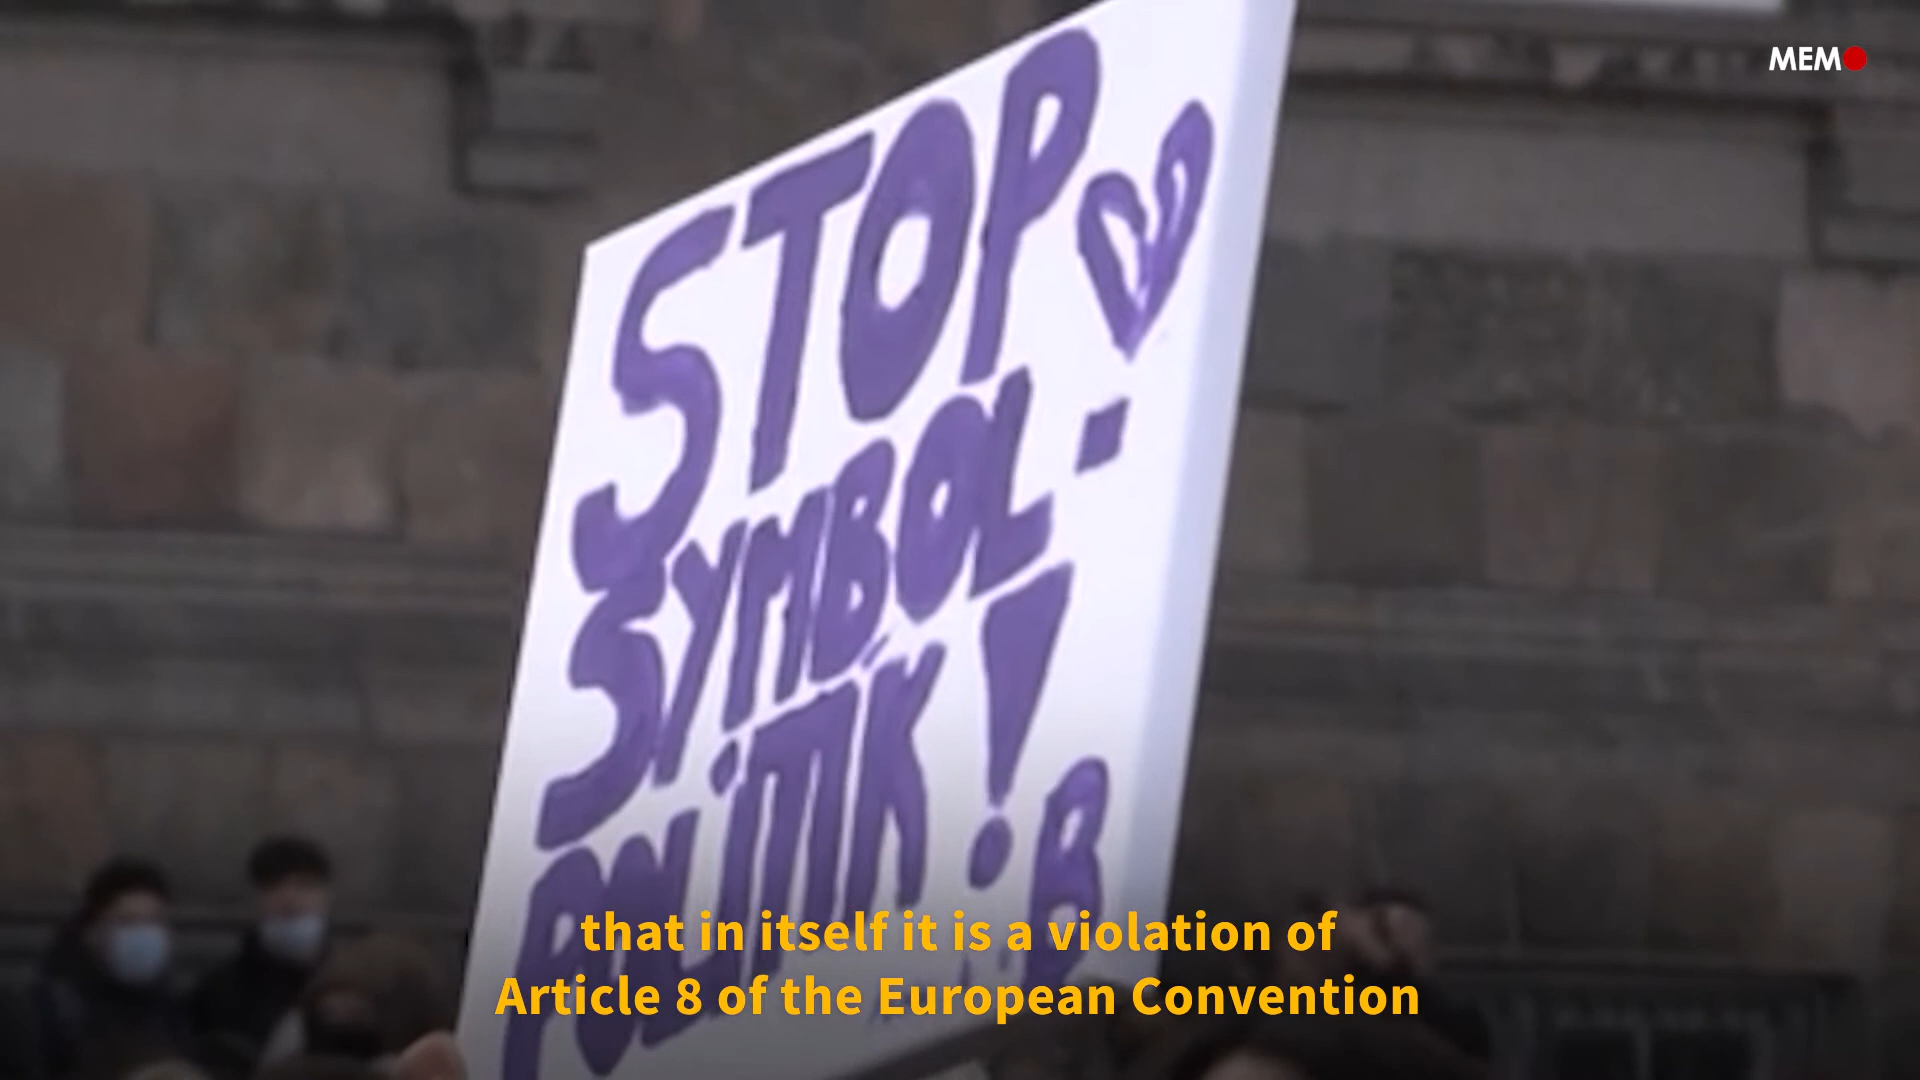 MEM
STOP
SYMBOL-
POLITIK!
that in itself it is a violation of
Article 8 of the European Convention